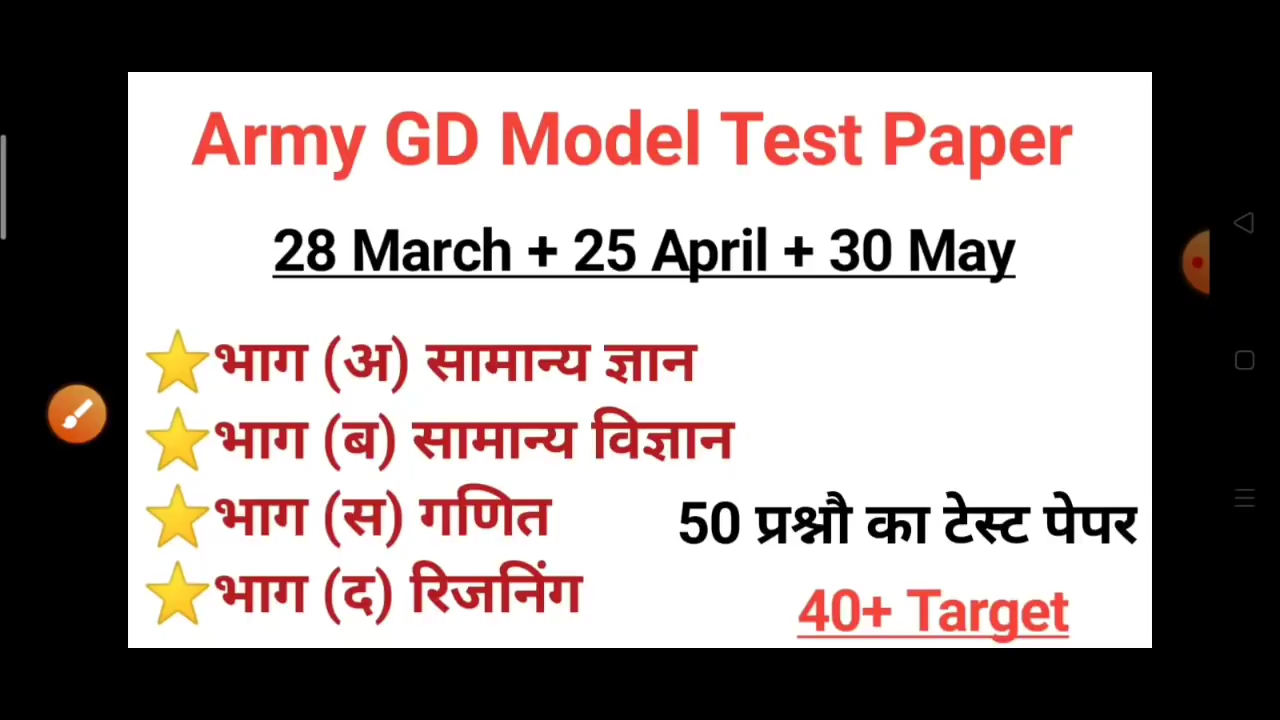 Army GD Model Test Paper
28 March + 25 April + 30 May
⭐भाग (अ) सामान्य ज्ञान
⭐भाग (ब) सामान्य विज्ञान
⭐भाग (स) गणित
50 प्रश्नौ का टेस्ट पेपर
⭐भाग (द) रिजनिंग
40+ Target